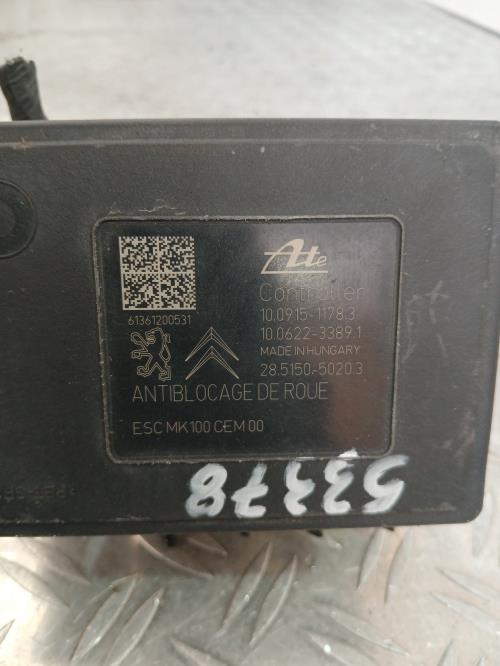 Ate
Controller
10.0915-1178.3
10.0622-3389.1
MADE IN HUNGARY
28.5150-5020.3
61361200531
ANTIBLOCAGE DE ROUE
ESC MK100 CEM 00
53378